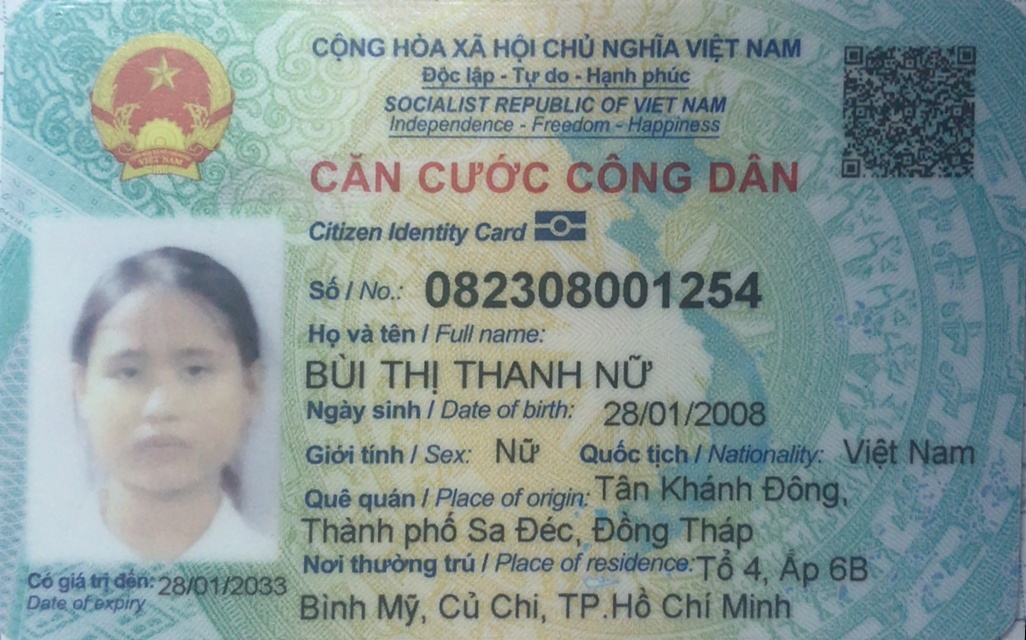 CỘNG HÒA XÃ HỘI CHỦ NGHĨA VIỆT NAM
Độc lập - Tự do - Hạnh phúc
SOCIALIST REPUBLIC OF VIET NAM
Independence - Freedom - Happiness
VIỆT NAM
CĂN CƯỚC CÔNG DÂN
Citizen Identity Card
Số / No.: 082308001254
Họ và tên / Full name:
BÙI THỊ THANH NỮ
Ngày sinh / Date of birth: 28/01/2008
Giới tính / Sex: Nữ Quốc tịch / Nationality: Việt Nam
Quê quán / Place of origin: Tân Khánh Đông,
Thành phố Sa Đéc, Đồng Tháp
Nơi thường trú / Place of residence: Tổ 4, Ấp 6B
Bình Mỹ, Củ Chi, TP.Hồ Chí Minh
Có giá trị đến: 28/01/2033
Date of expiry